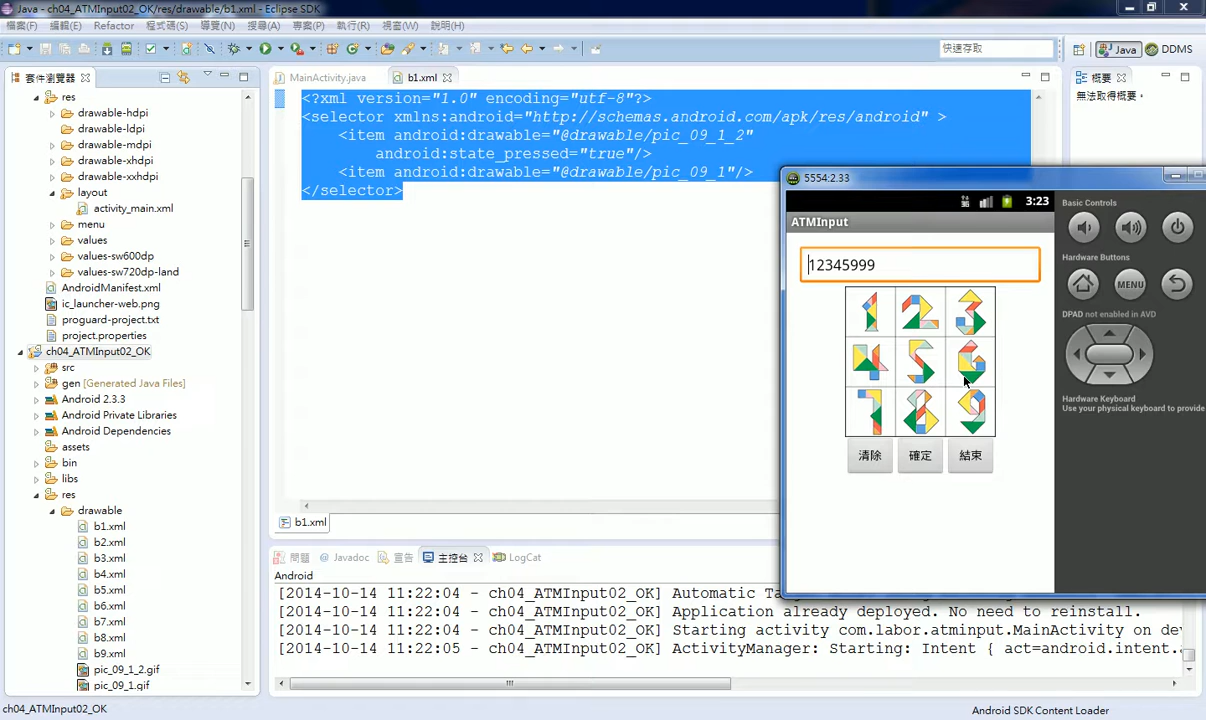 Java - ch04_ATMInput02_OK/res/drawable/b1.xml - Eclipse SDK
檔案(F) 編輯(E) Refactor 程式碼(S) 導覽(N) 搜尋(A) 專案(P) 執行(R) 視窗(W) 說明(H)
快速存取
Java
DDMS
套件瀏覽器
MainActivity.java
b1.xml
概要
無法取得概要。
res
drawable-hdpi
drawable-ldpi
drawable-mdpi
drawable-xhdpi
drawable-xxhdpi
layout
activity_main.xml
menu
values
values-sw600dp
values-sw720dp-land
AndroidManifest.xml
ic_launcher-web.png
proguard-project.txt
project.properties
ch04_ATMInput02_OK
src
gen [Generated Java Files]
Android 2.3.3
Android Private Libraries
Android Dependencies
assets
bin
libs
res
drawable
b1.xml
b2.xml
b3.xml
b4.xml
b5.xml
b6.xml
b7.xml
b8.xml
b9.xml
pic_09_1_2.gif
pic_09_1.gif
<?xml version="1.0" encoding="utf-8"?>
<selector xmlns:android="http://schemas.android.com/apk/res/android" >
<item android:drawable="@drawable/pic_09_1_2"
android:state_pressed="true"/>
<item android:drawable="@drawable/pic_09_1"/>
</selector>
b1.xml
5554:2.33
3:23
ATMInput
12345999
1 2 3
4 5 6
7 8 9
清除 確定 結束
Basic Controls
Hardware Buttons
MENU
DPAD not enabled in AVD
Hardware Keyboard
Use your physical keyboard to provide
問題 @ Javadoc 宣告 主控台 LogCat
Android
[2014-10-14 11:22:04 - ch04_ATMInput02_OK] Automatic Ta
[2014-10-14 11:22:04 - ch04_ATMInput02_OK] Application already deployed. No need to reinstall.
[2014-10-14 11:22:04 - ch04_ATMInput02_OK] Starting activity com.labor.atminput.MainActivity on dev
[2014-10-14 11:22:05 - ch04_ATMInput02_OK] ActivityManager: Starting: Intent { act=android.intent.a
ch04_ATMInput02_OK
Android SDK Content Loader